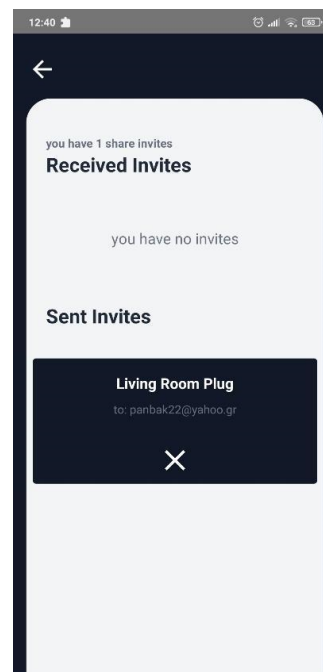 12:40
63
you have 1 share invites
Received Invites
you have no invites
Sent Invites
Living Room Plug
to: panbak22@yahoo.gr